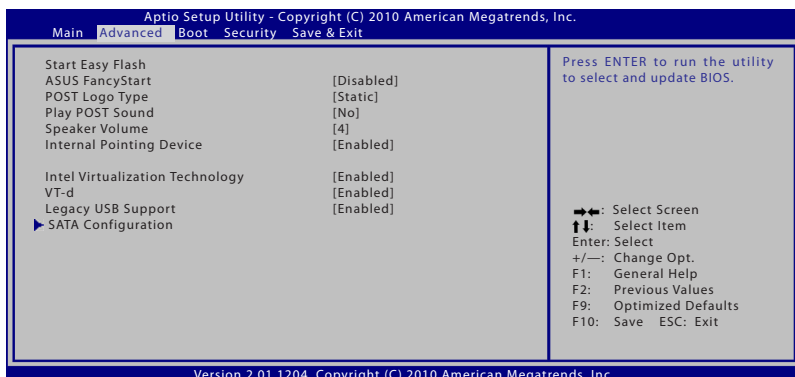 Aptio Setup Utility - Copyright (C) 2010 American Megatrends, Inc.
Main Advanced Boot Security Save & Exit
Start Easy Flash
ASUS FancyStart [Disabled]
POST Logo Type [Static]
Play POST Sound [No]
Speaker Volume [4]
Internal Pointing Device [Enabled]
Intel Virtualization Technology [Enabled]
VT-d [Enabled]
Legacy USB Support [Enabled]
SATA Configuration
Press ENTER to run the utility
to select and update BIOS.
→←: Select Screen
↑↓: Select Item
Enter: Select
+/—: Change Opt.
F1: General Help
F2: Previous Values
F9: Optimized Defaults
F10: Save ESC: Exit
Version 2.01.1204. Copyright (C) 2010 American Megatrends, Inc.